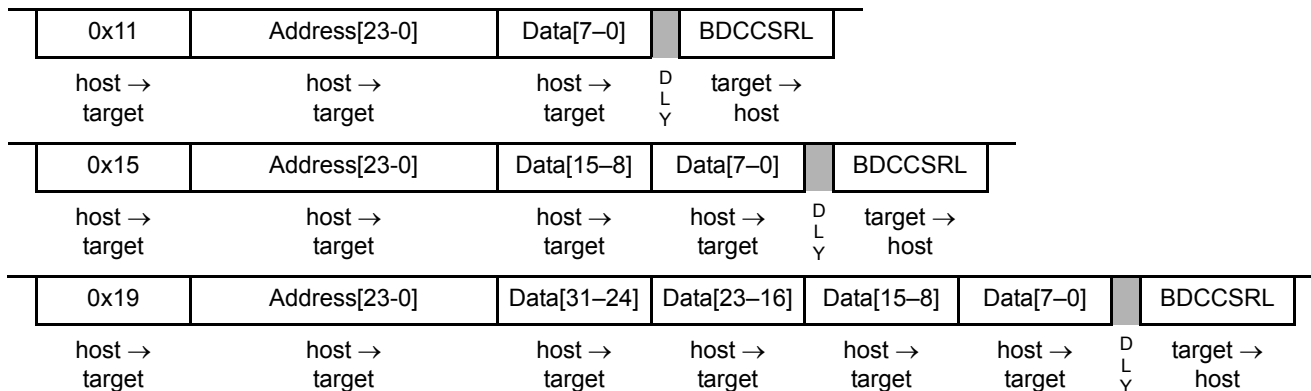 0x11 Address[23-0] Data[7–0] BDCCSRL
host → host → host → D L Y target →
target target target host
0x15 Address[23-0] Data[15–8] Data[7–0] BDCCSRL
host → host → host → host → D L Y target →
target target target target host
0x19 Address[23-0] Data[31–24] Data[23–16] Data[15–8] Data[7–0] BDCCSRL
host → host → host → host → host → host → D L Y target →
target target target target target target host